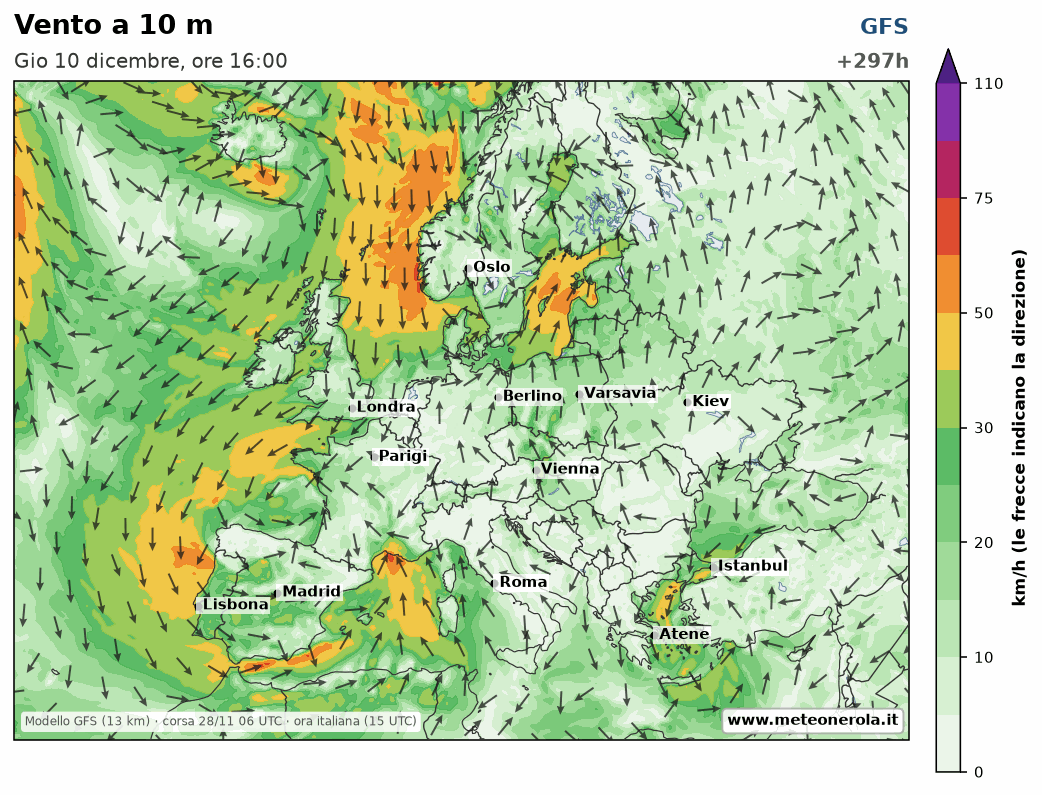 Vento a 10 m
GFS
Gio 10 dicembre, ore 16:00
+297h
110
75
50
30
20
10
0
km/h (le frecce indicano la direzione)
Oslo
Berlino
Varsavia
Kiev
Londra
Parigi
Vienna
Istanbul
Roma
Madrid
Lisbona
Atene
Modello GFS (13 km) · corsa 28/11 06 UTC · ora italiana (15 UTC)
www.meteonerola.it